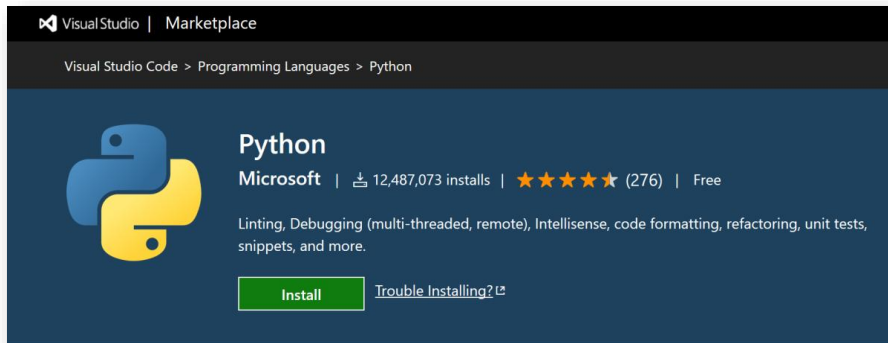 Visual Studio | Marketplace
Visual Studio Code > Programming Languages > Python
Python
Microsoft | 12,487,073 installs | (276) | Free
Linting, Debugging (multi-threaded, remote), Intellisense, code formatting, refactoring, unit tests,
snippets, and more.
Install Trouble Installing?